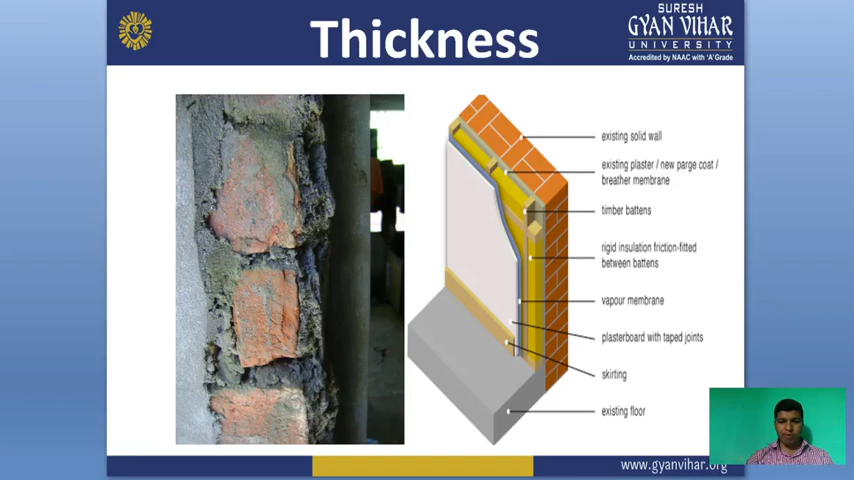 Thickness
SURESH
GYAN VIHAR
UNIVERSITY
Accredited by NAAC with 'A' Grade
existing solid wall
existing plaster / new parge coat /
breather membrane
timber battens
rigid insulation friction-fitted
between battens
vapour membrane
plasterboard with taped joints
skirting
existing floor
www.gyanvihar.org